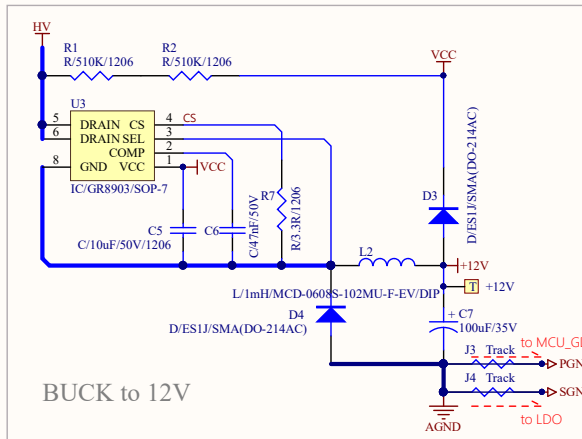 HV
R1
R/510K/1206
R2
R/510K/1206
VCC
U3
5 DRAIN CS 4 CS
6 DRAIN SEL 3
COMP 2
8 GND VCC 1 VCC
IC/GR8903/SOP-7
C5
C/10uF/50V/1206
C6
C/47nF/50V
R7
R/3.3R/1206
D3
D/ES1J/SMA(DO-214AC)
L2
+12V
L/1mH/MCD-0608S-102MU-F-EV/DIP
T +12V
D4
D/ES1J/SMA(DO-214AC)
+ C7
100uF/35V
to MCU_G
J3 Track
PGN
J4 Track
SGN
to LDO
AGND
BUCK to 12V